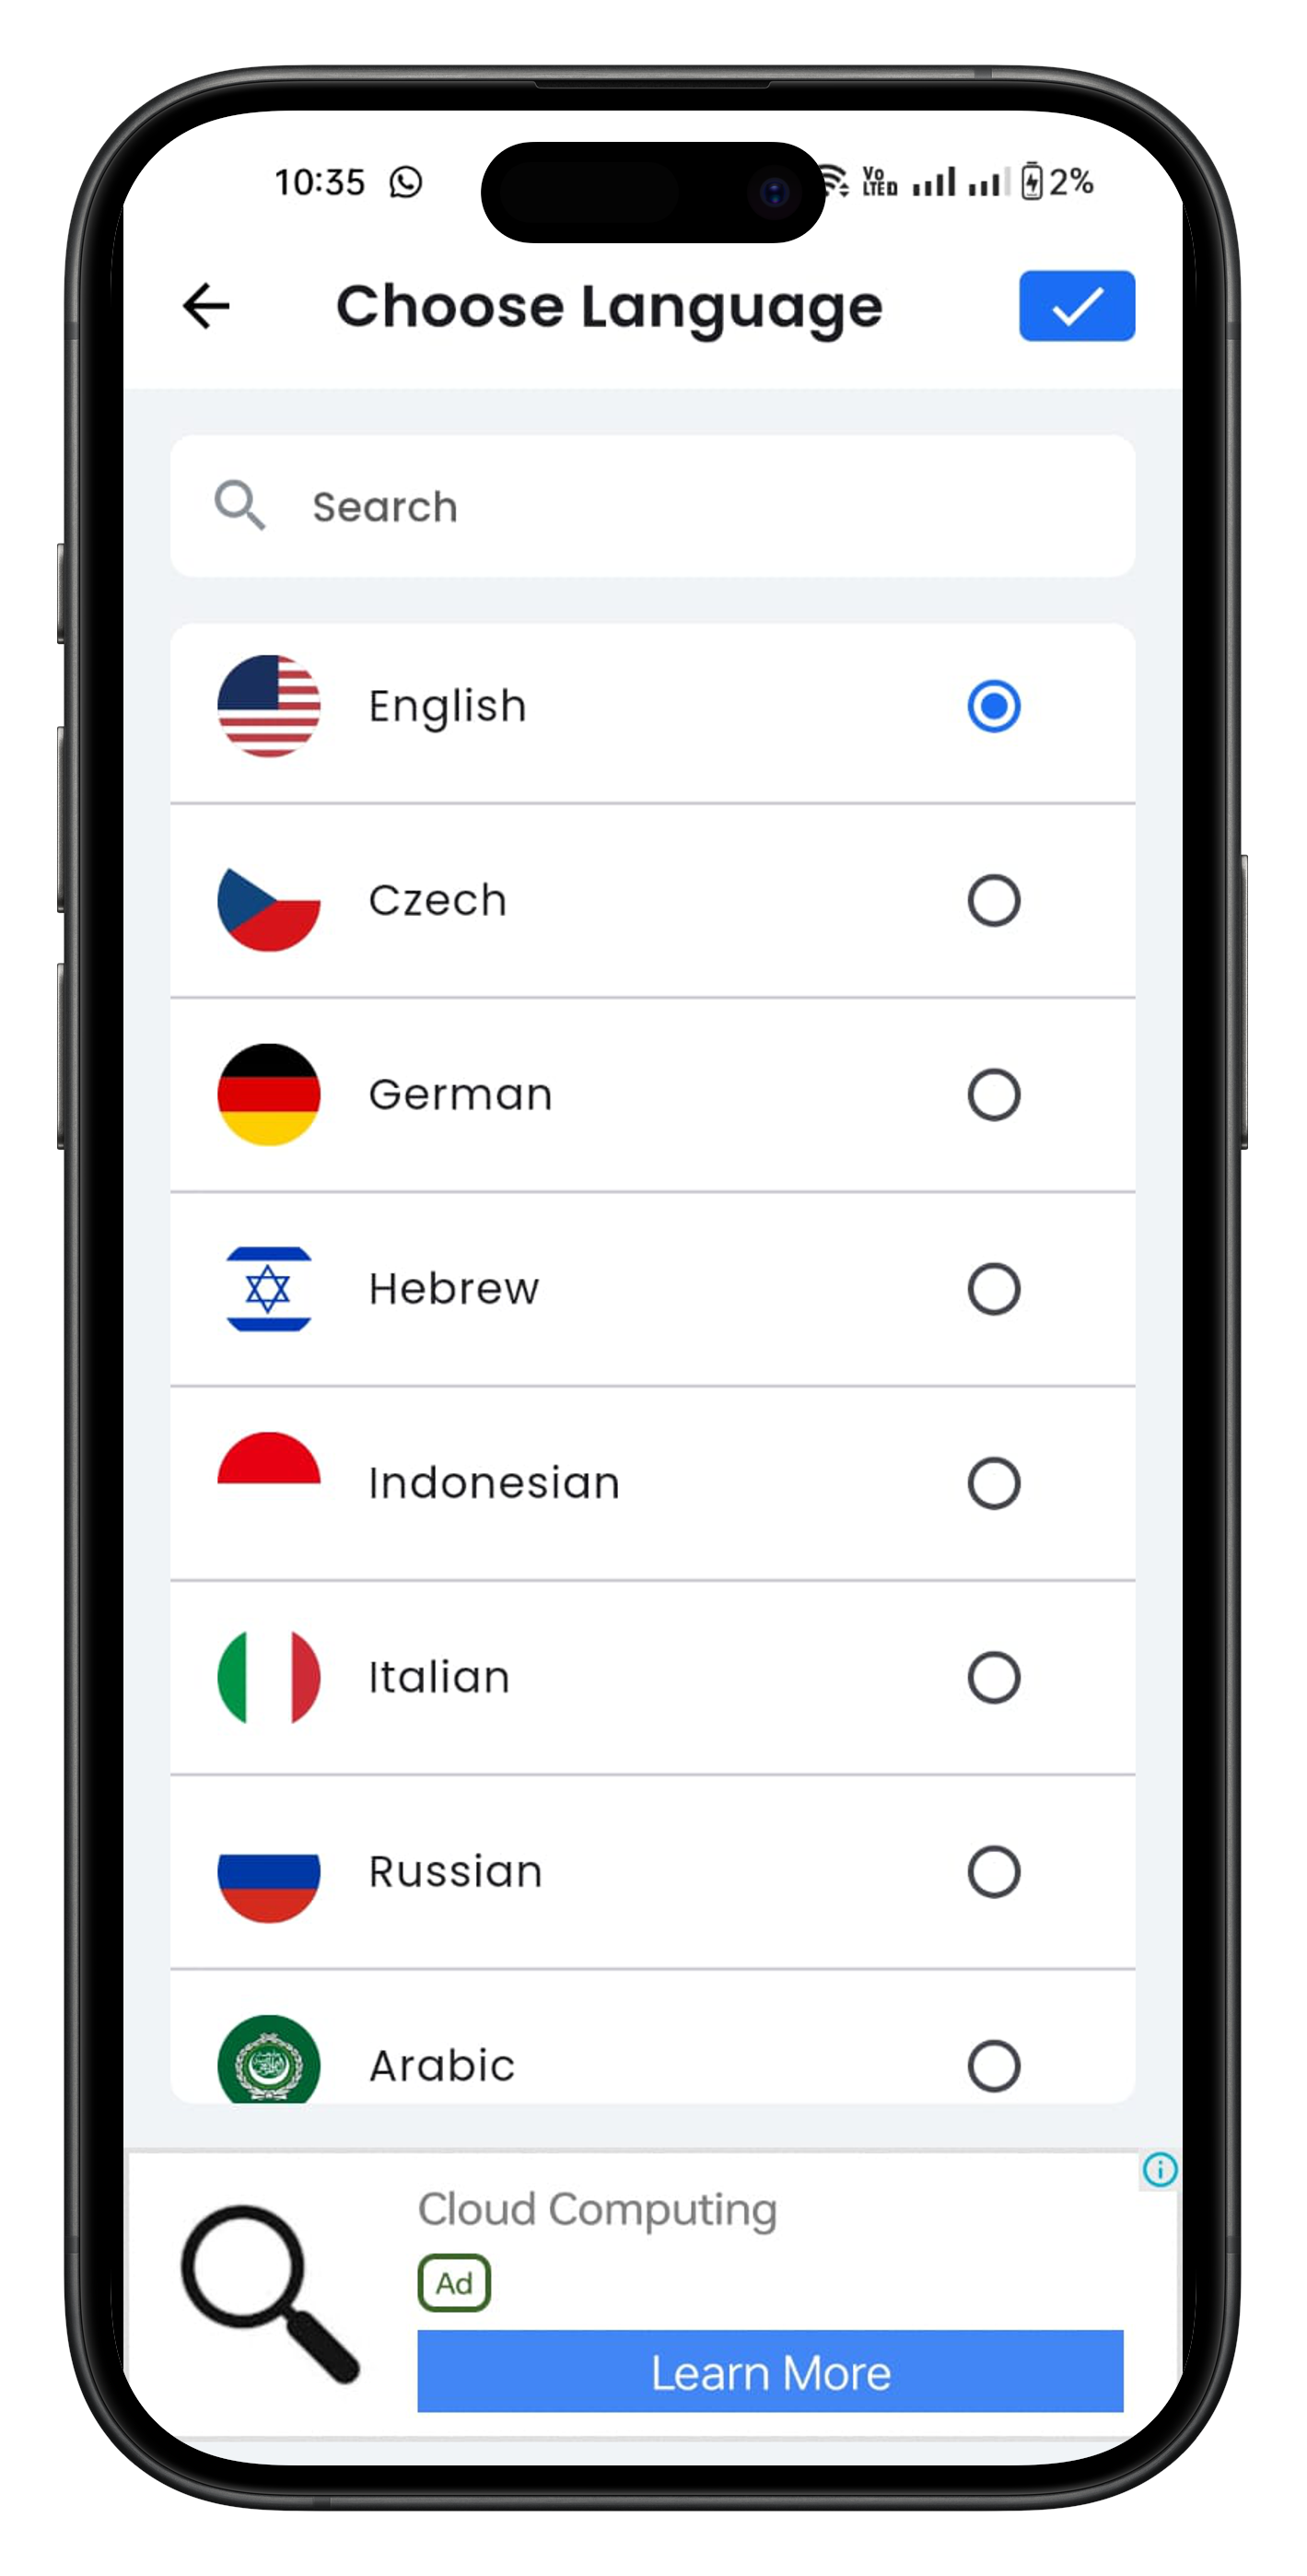 10:35 Vo LTE 2%
Choose Language
Search
English
Czech
German
Hebrew
Indonesian
Italian
Russian
Arabic
Cloud Computing
Ad
Learn More